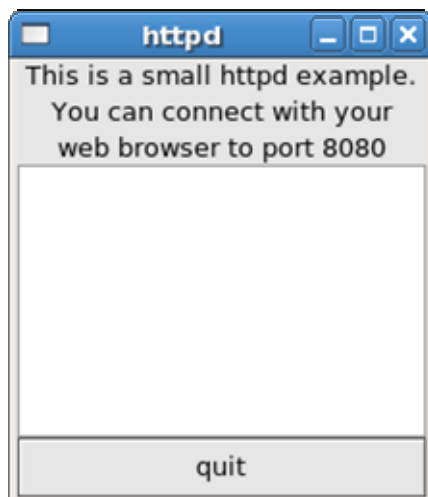 httpd
This is a small httpd example.
You can connect with your
web browser to port 8080
quit